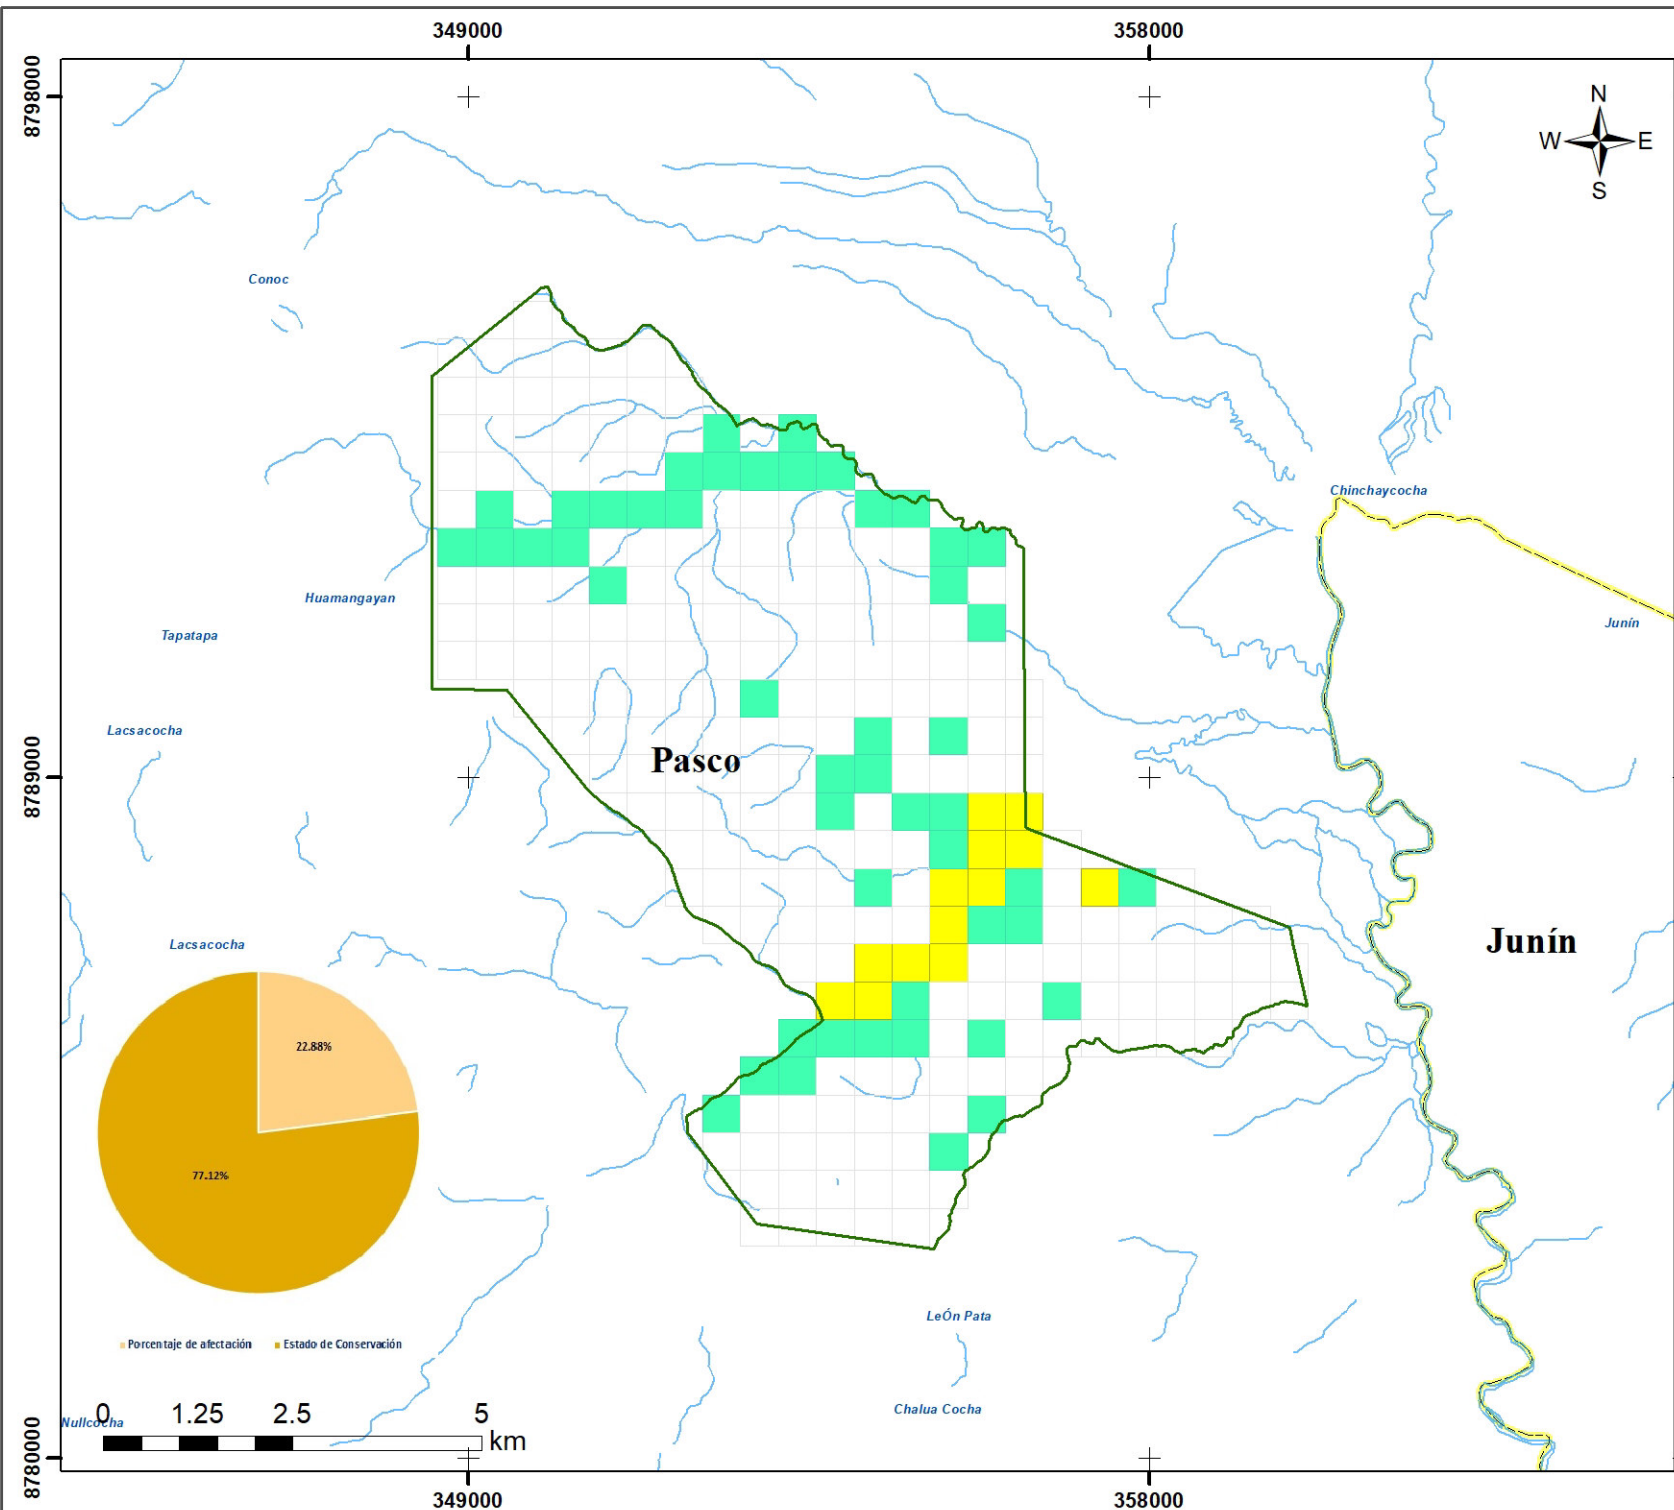 349000 358000
8798000
N
W E
S
Conoc
Chinchaycocha
Huamangayan
Junín
Tapatapa
Lacsacocha
Pasco
8789000
Lacsacocha
Junín
22.88%
77.12%
LeÓn Pata
Porcentaje de afectación Estado de Conservación
Chalua Cocha
Nullcocha
0 1.25 2.5 5
km
8780000
349000 358000